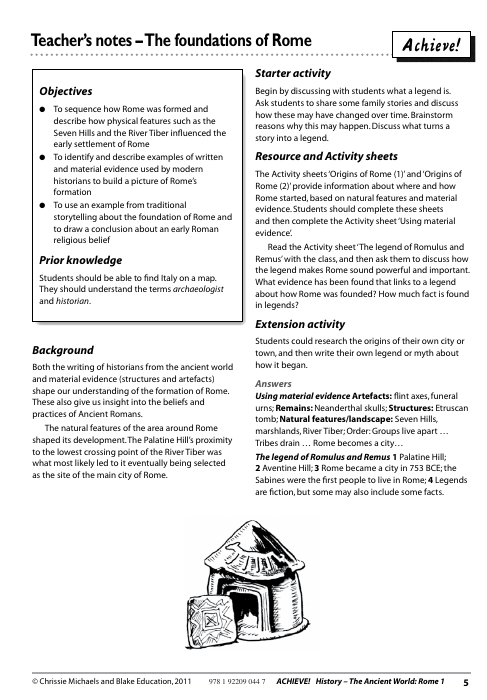 Teacher's notes – The foundations of Rome
Achieve!
Objectives
● To sequence how Rome was formed and
describe how physical features such as the
Seven Hills and the River Tiber influenced the
early settlement of Rome
● To identify and describe examples of written
and material evidence used by modern
historians to build a picture of Rome's
formation
● To use an example from traditional
storytelling about the foundation of Rome and
to draw a conclusion about an early Roman
religious belief
Prior knowledge
Students should be able to find Italy on a map.
They should understand the terms archaeologist
and historian.
Background
Both the writing of historians from the ancient world
and material evidence (structures and artefacts)
shape our understanding of the formation of Rome.
These also give us insight into the beliefs and
practices of Ancient Romans.
The natural features of the area around Rome
shaped its development. The Palatine Hill's proximity
to the lowest crossing point of the River Tiber was
what most likely led to it eventually being selected
as the site of the main city of Rome.
Starter activity
Begin by discussing with students what a legend is.
Ask students to share some family stories and discuss
how these may have changed over time. Brainstorm
reasons why this may happen. Discuss what turns a
story into a legend.
Resource and Activity sheets
The Activity sheets 'Origins of Rome (1)' and 'Origins of
Rome (2)' provide information about where and how
Rome started, based on natural features and material
evidence. Students should complete these sheets
and then complete the Activity sheet 'Using material
evidence'.
Read the Activity sheet 'The legend of Romulus and
Remus' with the class, and then ask them to discuss how
the legend makes Rome sound powerful and important.
What evidence has been found that links to a legend
about how Rome was founded? How much fact is found
in legends?
Extension activity
Students could research the origins of their own city or
town, and then write their own legend or myth about
how it began.
Answers
Using material evidence Artefacts: flint axes, funeral
urns; Remains: Neanderthal skulls; Structures: Etruscan
tomb; Natural features/landscape: Seven Hills,
marshlands, River Tiber; Order: Groups live apart …
Tribes drain … Rome becomes a city…
The legend of Romulus and Remus 1 Palatine Hill;
2 Aventine Hill; 3 Rome became a city in 753 BCE; the
Sabines were the first people to live in Rome; 4 Legends
are fiction, but some may also include some facts.
© Chrissie Michaels and Blake Education, 2011 978 1 92209 044 7 ACHIEVE! History – The Ancient World: Rome 1 5